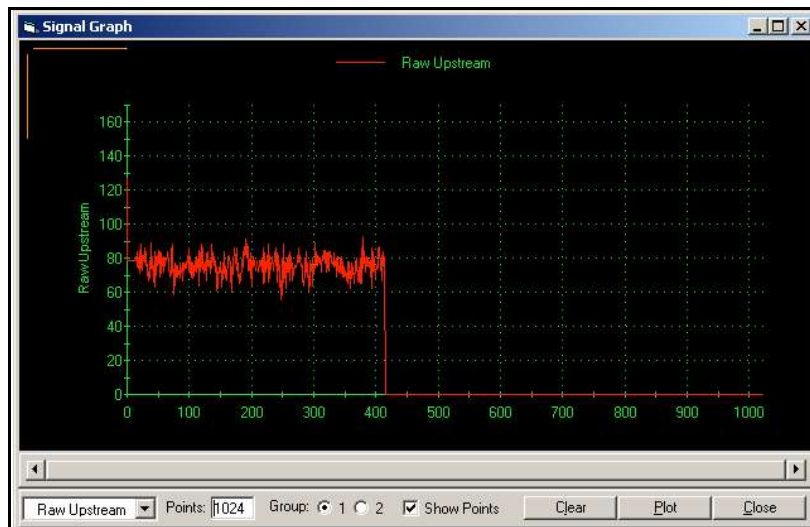 Signal Graph
Raw Upstream
160
140
120
100
80
60
40
20
0
Raw Upstream
0 100 200 300 400 500 600 700 800 900 1000
Raw Upstream Points: 1024 Group: 1 2 Show Points Clear Plot Close